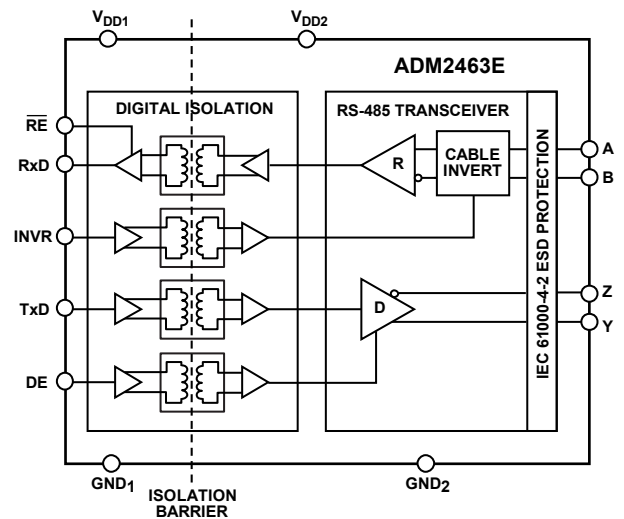 VDD1
VDD2
ADM2463E
DIGITAL ISOLATION
RS-485 TRANSCEIVER
RE
RxD
INVR
TxD
DE
R
CABLE
INVERT
D
IEC 61000-4-2 ESD PROTECTION
A
B
Z
Y
GND1
GND2
ISOLATION
BARRIER